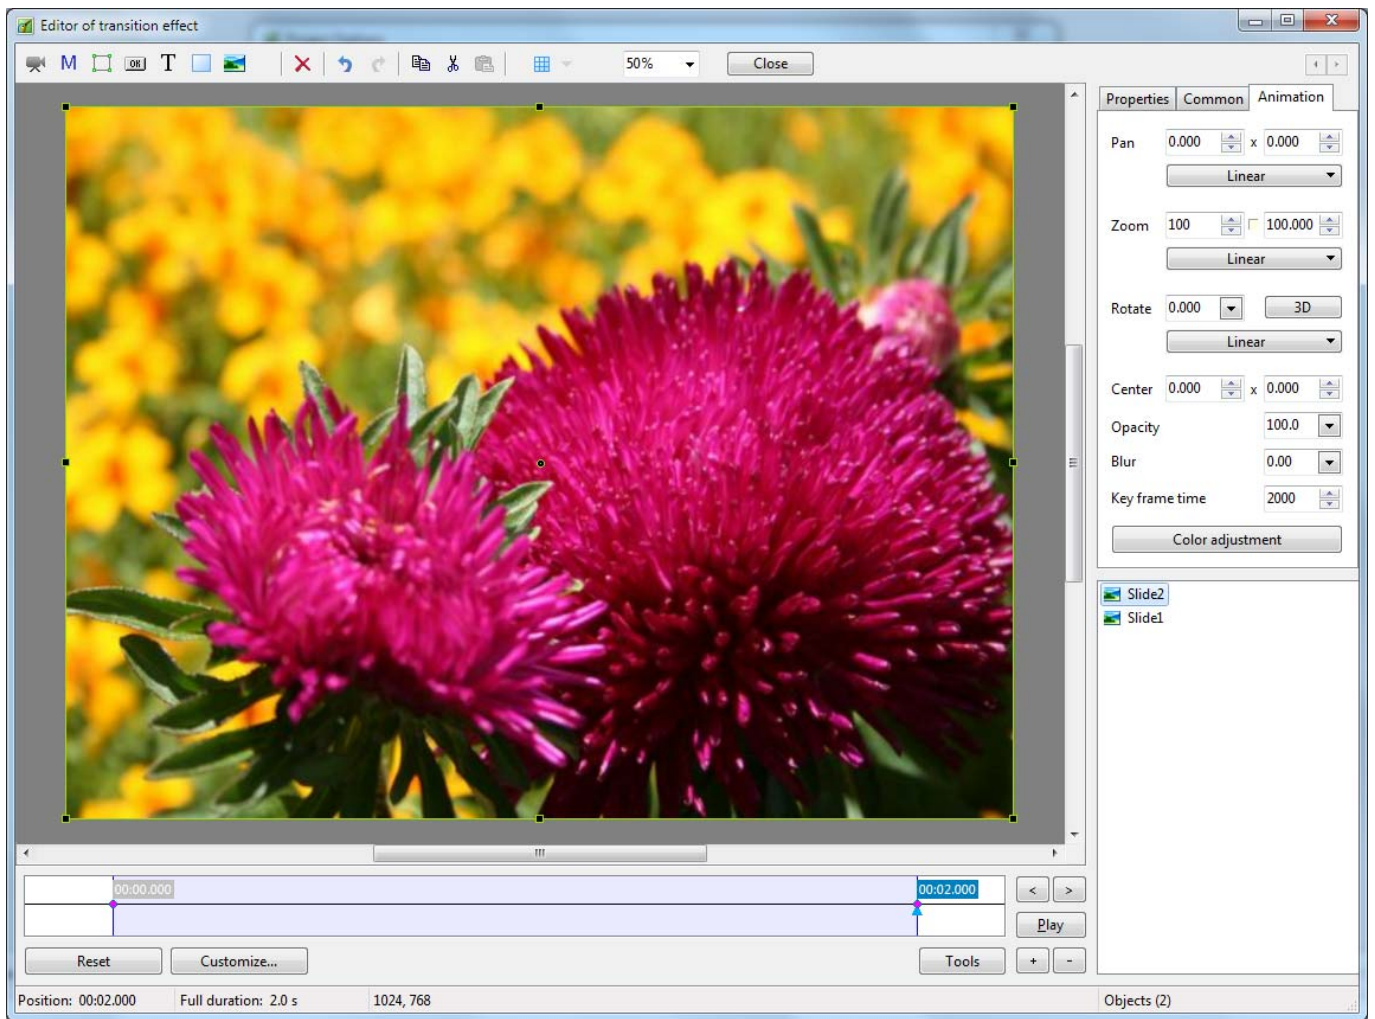 Editor of transition effect
M OK T 50% Close
Properties Common Animation
Pan 0.000 x 0.000
Linear
Zoom 100 100.000
Linear
Rotate 0.000 3D
Linear
Center 0.000 x 0.000
Opacity 100.0
Blur 0.00
Key frame time 2000
Color adjustment
Slide2
Slide1
00:00.000 00:02.000 < >
Play
Reset Customize... Tools + -
Position: 00:02.000 Full duration: 2.0 s 1024, 768 Objects (2)